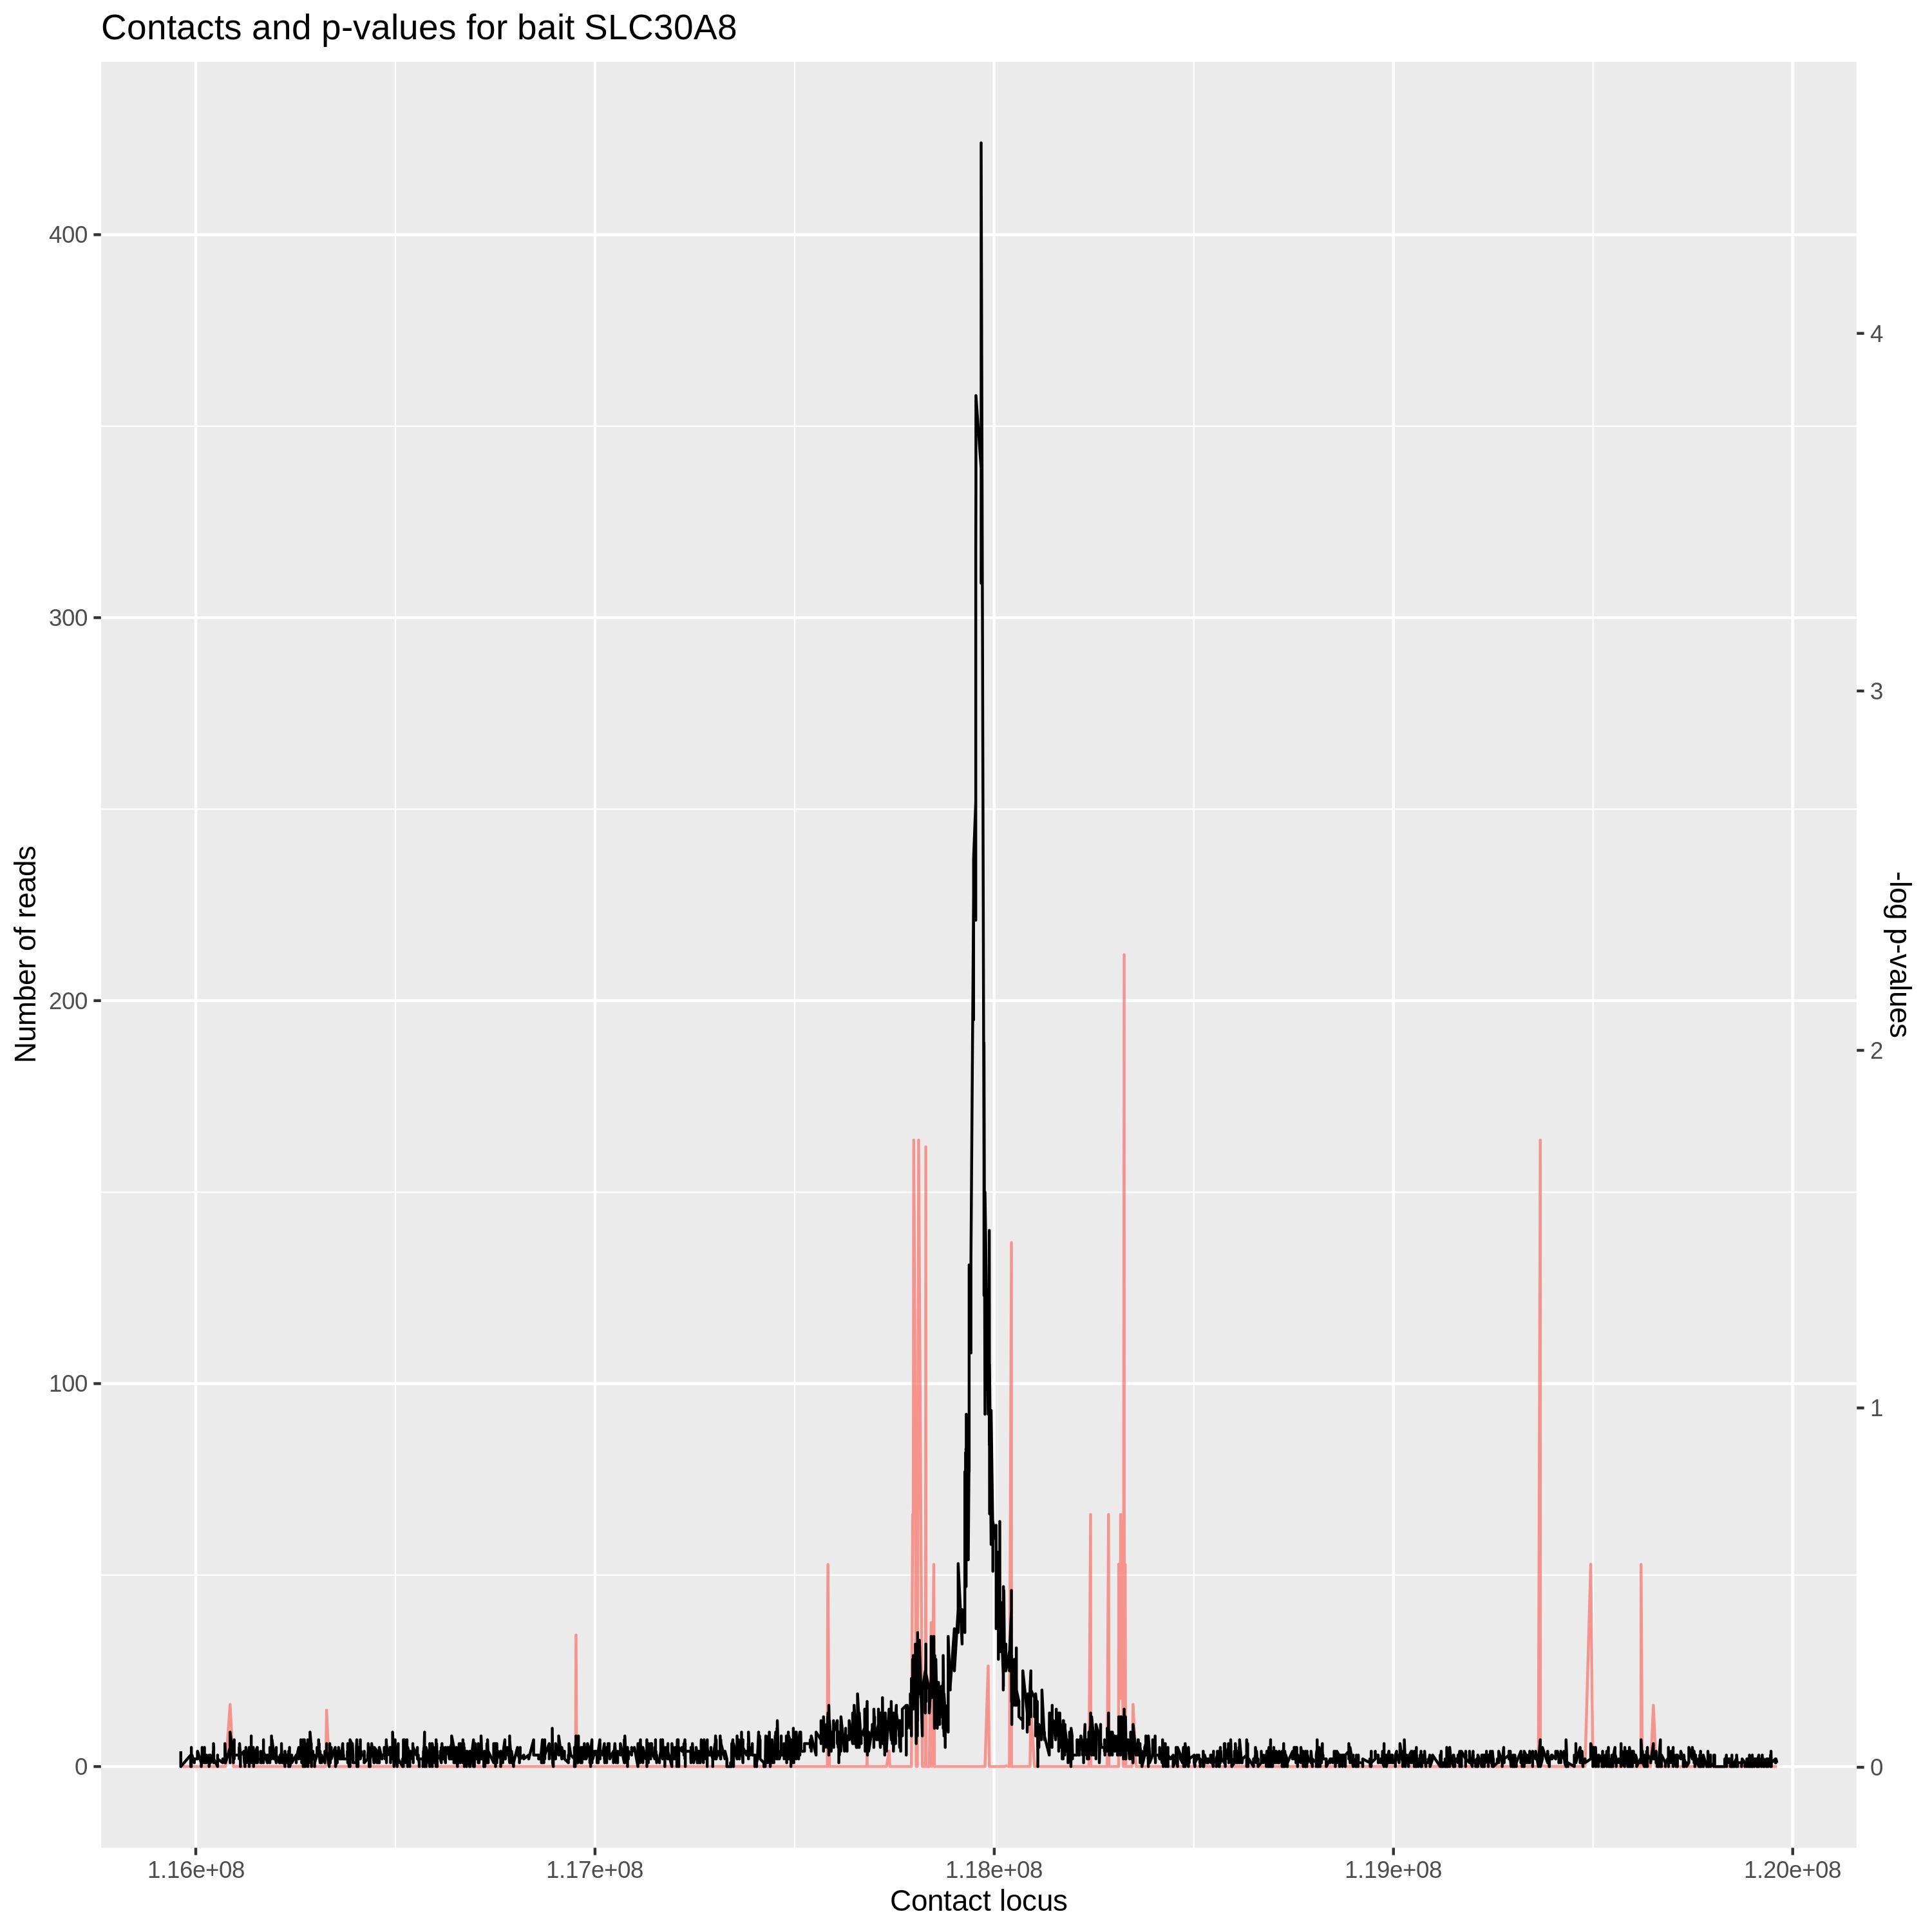 Contacts and p-values for bait SLC30A8
400
300
200
100
0
Number of reads
4
3
2
1
0
-log p-values
1.16e+08
1.17e+08
1.18e+08
1.19e+08
1.20e+08
Contact locus